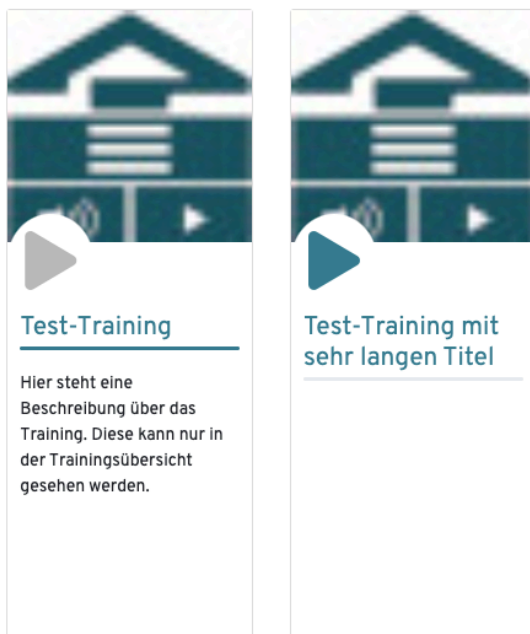 Test-Training
Hier steht eine
Beschreibung über das
Training. Diese kann nur in
der Trainingsübersicht
gesehen werden.
Test-Training mit
sehr langen Titel